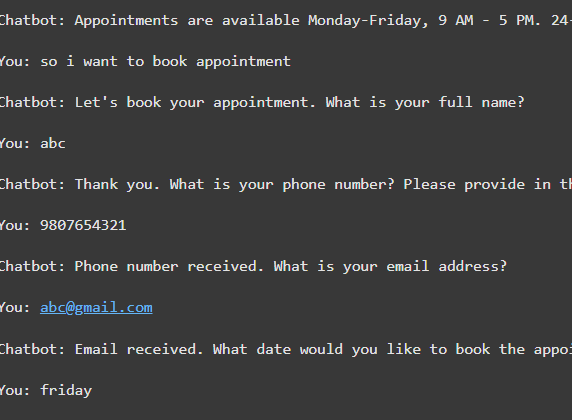 Chatbot: Appointments are available Monday-Friday, 9 AM - 5 PM. 24-
You: so i want to book appointment
Chatbot: Let's book your appointment. What is your full name?
You: abc
Chatbot: Thank you. What is your phone number? Please provide in th
You: 9807654321
Chatbot: Phone number received. What is your email address?
You: abc@gmail.com
Chatbot: Email received. What date would you like to book the appoi
You: friday